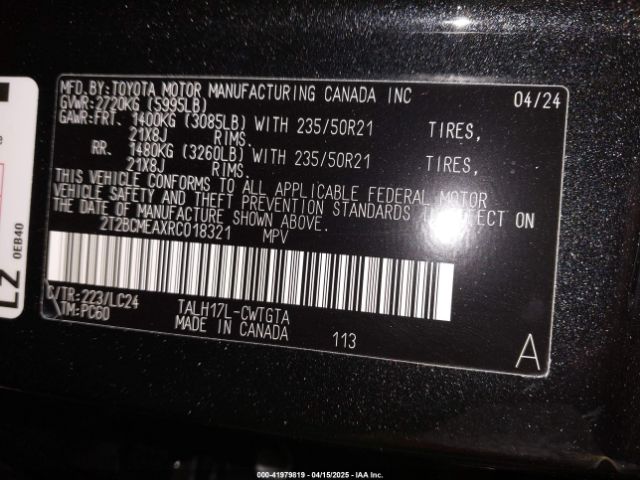 MFD.BY:TOYOTA MOTOR MANUFACTURING CANADA INC 04/24
GVWR:2720KG (5995LB)
GAWR:FRT. 1400KG (3085LB) WITH 235/50R21 TIRES,
21X8J RIMS.
RR. 1480KG (3260LB) WITH 235/50R21 TIRES,
21X8J RIMS.
THIS VEHICLE CONFORMS TO ALL APPLICABLE FEDERAL MOTOR
VEHICLE SAFETY AND THEFT PREVENTION STANDARDS IN EFFECT ON
THE DATE OF MANUFACTURE SHOWN ABOVE.
2T2BCMEAXRC018321 MPV
C/TR:223/LC24 TALH17L-CWTGTA
TM:PC60 MADE IN CANADA 113
A
LZ
0EB40
000-41979819 - 04/15/2025 - IAA Inc.